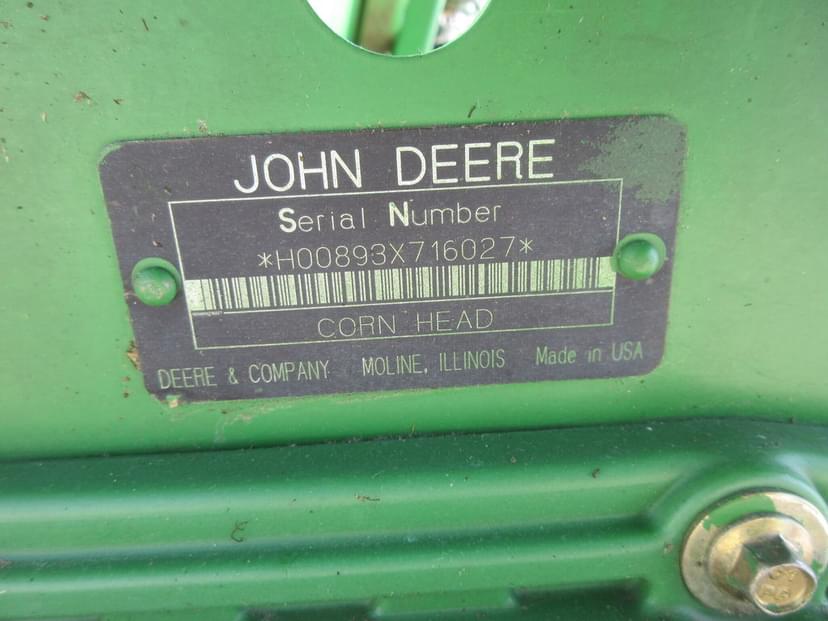 JOHN DEERE
Serial Number
*H00893X716027*
CORN HEAD
DEERE & COMPANY MOLINE, ILLINOIS Made in USA